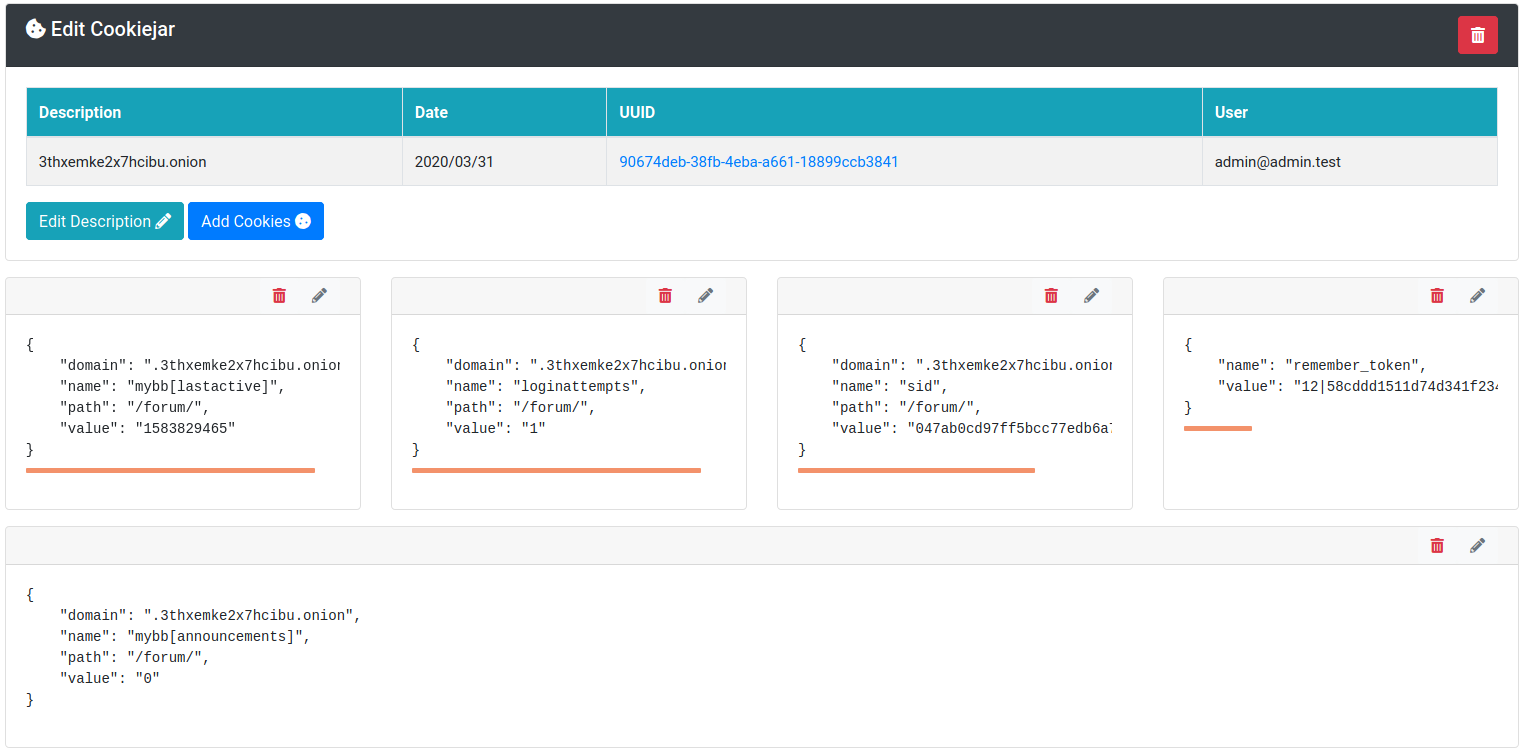 Edit Cookiejar
Description Date UUID User
3thxemke2x7hcibu.onion 2020/03/31 90674deb-38fb-4eba-a661-18899ccb3841 admin@admin.test
Edit Description Add Cookies
{
"domain": ".3thxemke2x7hcibu.onion
"name": "mybb[lastactive]",
"path": "/forum/",
"value": "1583829465"
}
{
"domain": ".3thxemke2x7hcibu.onion
"name": "loginattempts",
"path": "/forum/",
"value": "1"
}
{
"domain": ".3thxemke2x7hcibu.onion
"name": "sid",
"path": "/forum/",
"value": "047ab0cd97ff5bcc77edb6a7
}
{
"name": "remember_token",
"value": "12|58cddd1511d74d341f234
}
{
"domain": ".3thxemke2x7hcibu.onion",
"name": "mybb[announcements]",
"path": "/forum/",
"value": "0"
}